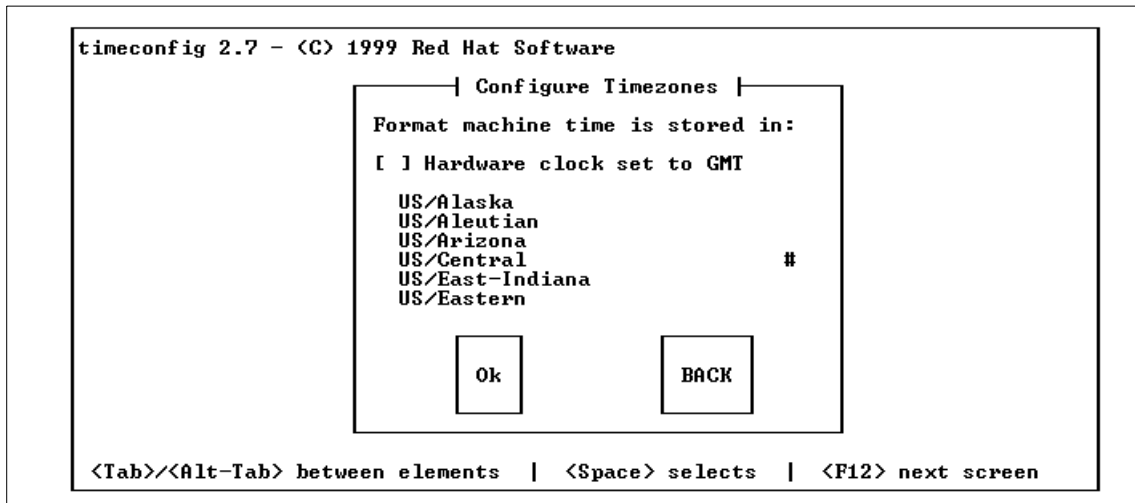 timeconfig 2.7 - (C) 1999 Red Hat Software
Configure Timezones
Format machine time is stored in:
[ ] Hardware clock set to GMT
US/Alaska
US/Aleutian
US/Arizona
US/Central #
US/East-Indiana
US/Eastern
Ok BACK
<Tab>/<Alt-Tab> between elements | <Space> selects | <F12> next screen